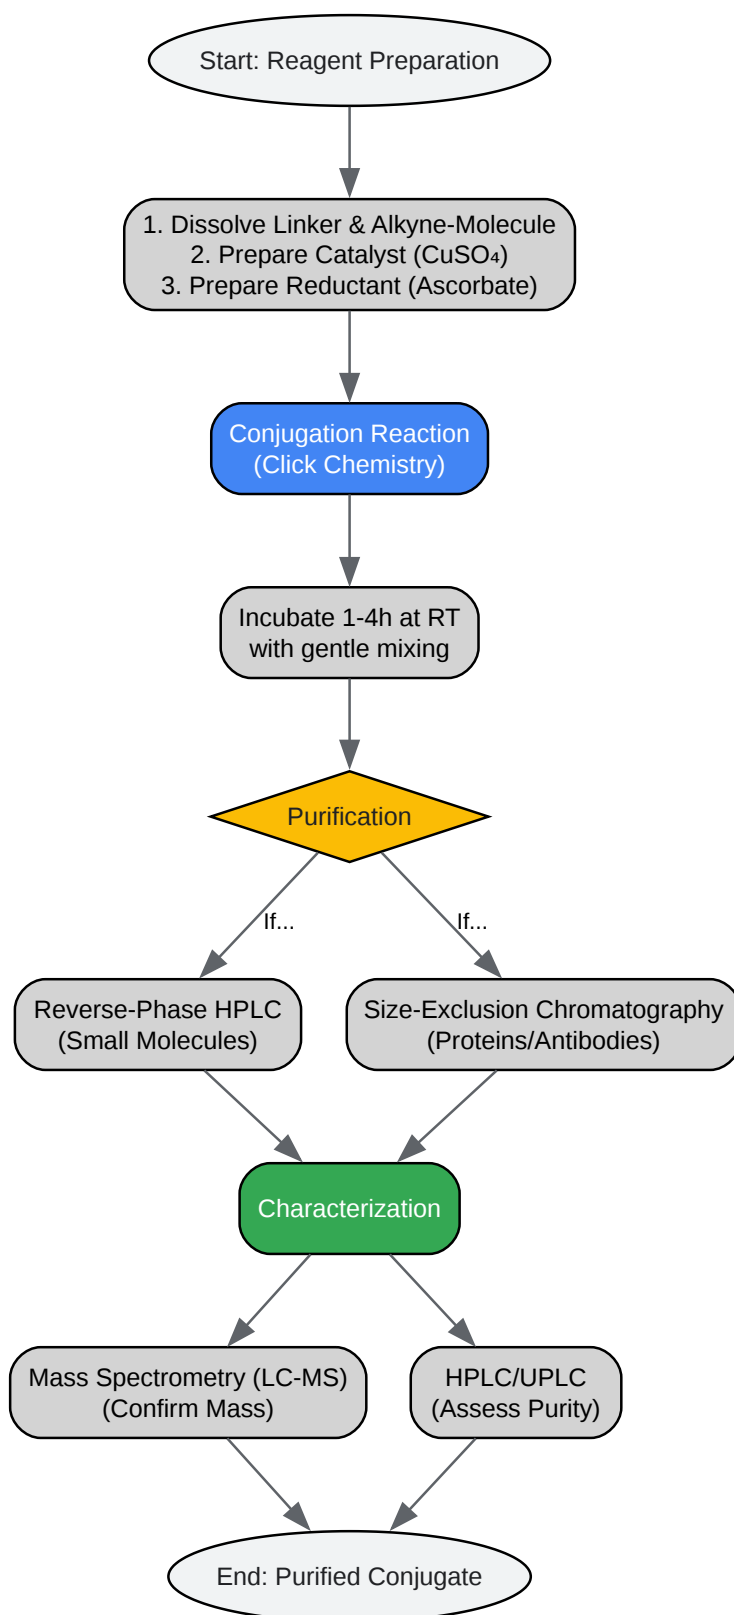 Start: Reagent Preparation
1. Dissolve Linker & Alkyne-Molecule
2. Prepare Catalyst (CuSO₄)
3. Prepare Reductant (Ascorbate)
Conjugation Reaction
(Click Chemistry)
Incubate 1-4h at RT
with gentle mixing
Purification
If...
If...
Reverse-Phase HPLC
(Small Molecules)
Size-Exclusion Chromatography
(Proteins/Antibodies)
Characterization
Mass Spectrometry (LC-MS)
(Confirm Mass)
HPLC/UPLC
(Assess Purity)
End: Purified Conjugate